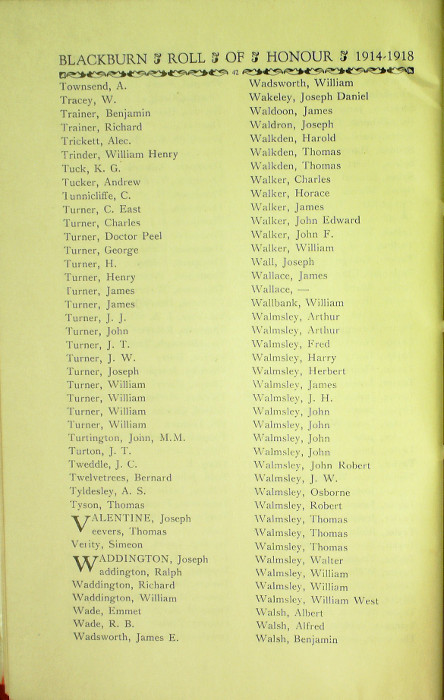 BLACKBURN ROLL OF HONOUR 1914-1918
42
Townsend, A.
Tracey, W.
Trainer, Benjamin
Trainer, Richard
Trickett, Alec.
Trinder, William Henry
Tuck, K. G.
Tucker, Andrew
Tunnicliffe, C.
Turner, C. East
Turner, Charles
Turner, Doctor Peel
Turner, George
Turner, H.
Turner, Henry
Turner, James
Turner, James
Turner, J. J.
Turner, John
Turner, J. T.
Turner, J. W.
Turner, Joseph
Turner, William
Turner, William
Turner, William
Turner, William
Turtington, John, M.M.
Turton, J. T.
Tweddle, J. C.
Twelvetrees, Bernard
Tyldesley, A. S.
Tyson, Thomas
VALENTINE, Joseph
eevers, Thomas
Verity, Simeon
WADDINGTON, Joseph
addington, Ralph
Waddington, Richard
Waddington, William
Wade, Emmet
Wade, R. B.
Wadsworth, James E.
Wadsworth, William
Wakeley, Joseph Daniel
Waldoon, James
Waldron, Joseph
Walkden, Harold
Walkden, Thomas
Walkden, Thomas
Walker, Charles
Walker, Horace
Walker, James
Walker, John Edward
Walker, John F.
Walker, William
Wall, Joseph
Wallace, James
Wallace, —
Wallbank, William
Walmsley, Arthur
Walmsley, Arthur
Walmsley, Fred
Walmsley, Harry
Walmsley, Herbert
Walmsley, James
Walmsley, J. H.
Walmsley, John
Walmsley, John
Walmsley, John
Walmsley, John
Walmsley, John Robert
Walmsley, J. W.
Walmsley, Osborne
Walmsley, Robert
Walmsley, Thomas
Walmsley, Thomas
Walmsley, Thomas
Walmsley, Walter
Walmsley, William
Walmsley, William
Walmsley, William West
Walsh, Albert
Walsh, Alfred
Walsh, Benjamin